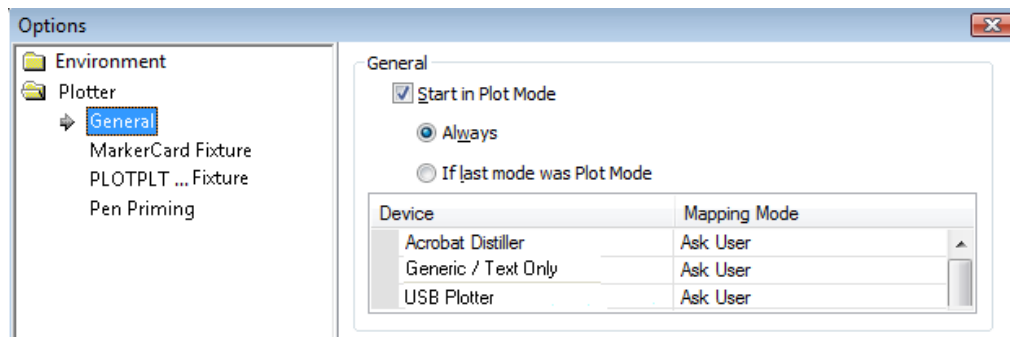 Options
Environment
Plotter
General
MarkerCard Fixture
PLOTPLT ... Fixture
Pen Priming
General
Start in Plot Mode
Always
If last mode was Plot Mode
Device Mapping Mode
Acrobat Distiller Ask User
Generic / Text Only Ask User
USB Plotter Ask User